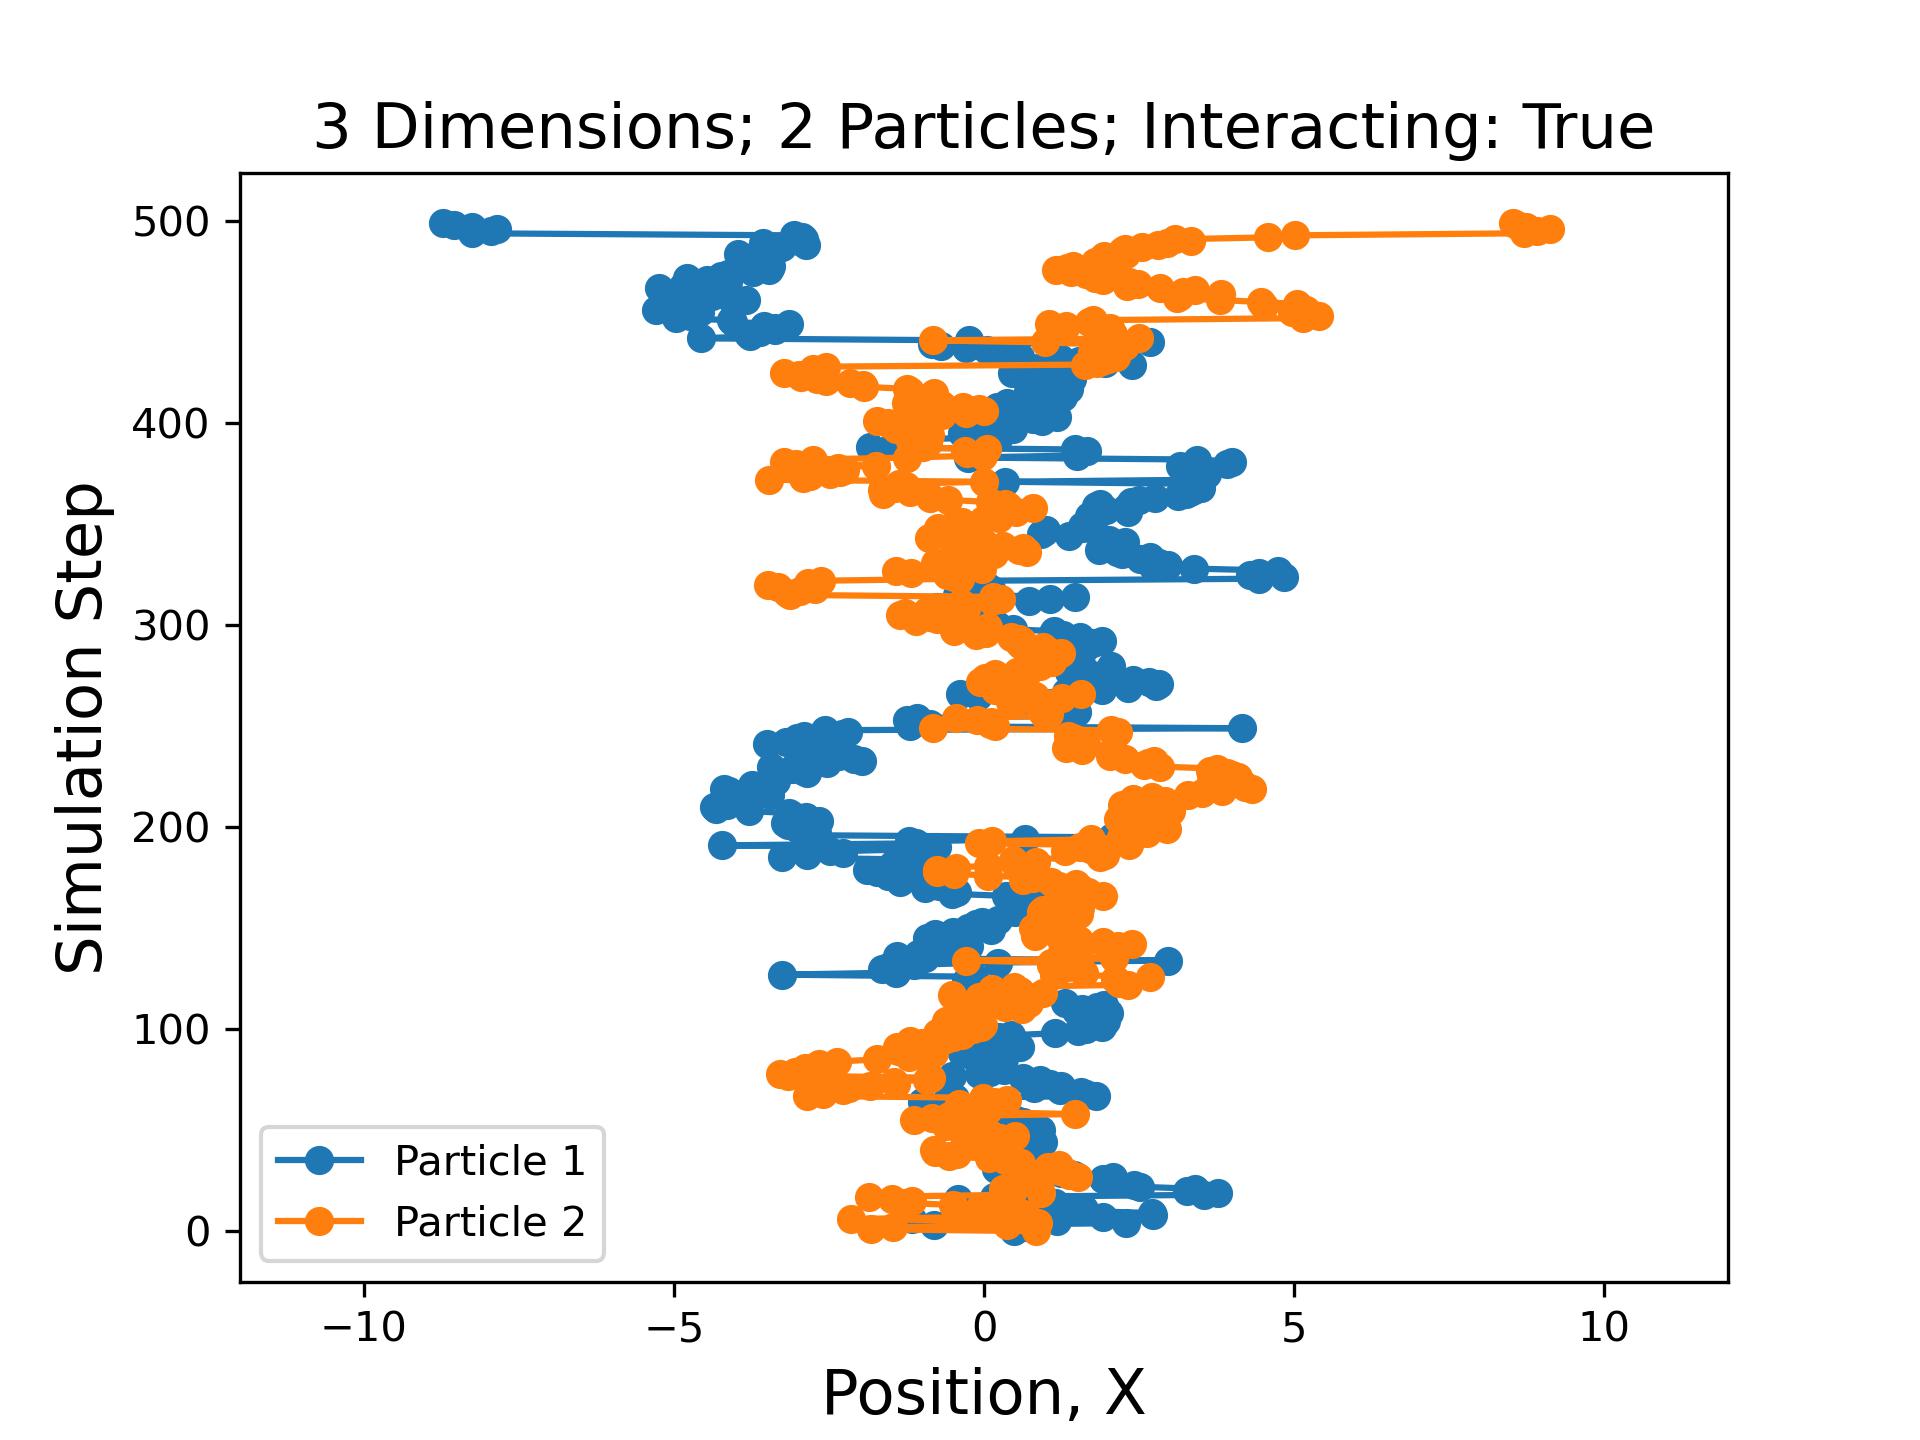 3 Dimensions; 2 Particles; Interacting: True
Simulation Step
500
400
300
200
100
0
Particle 1
Particle 2
−10
−5
0
5
10
Position, X